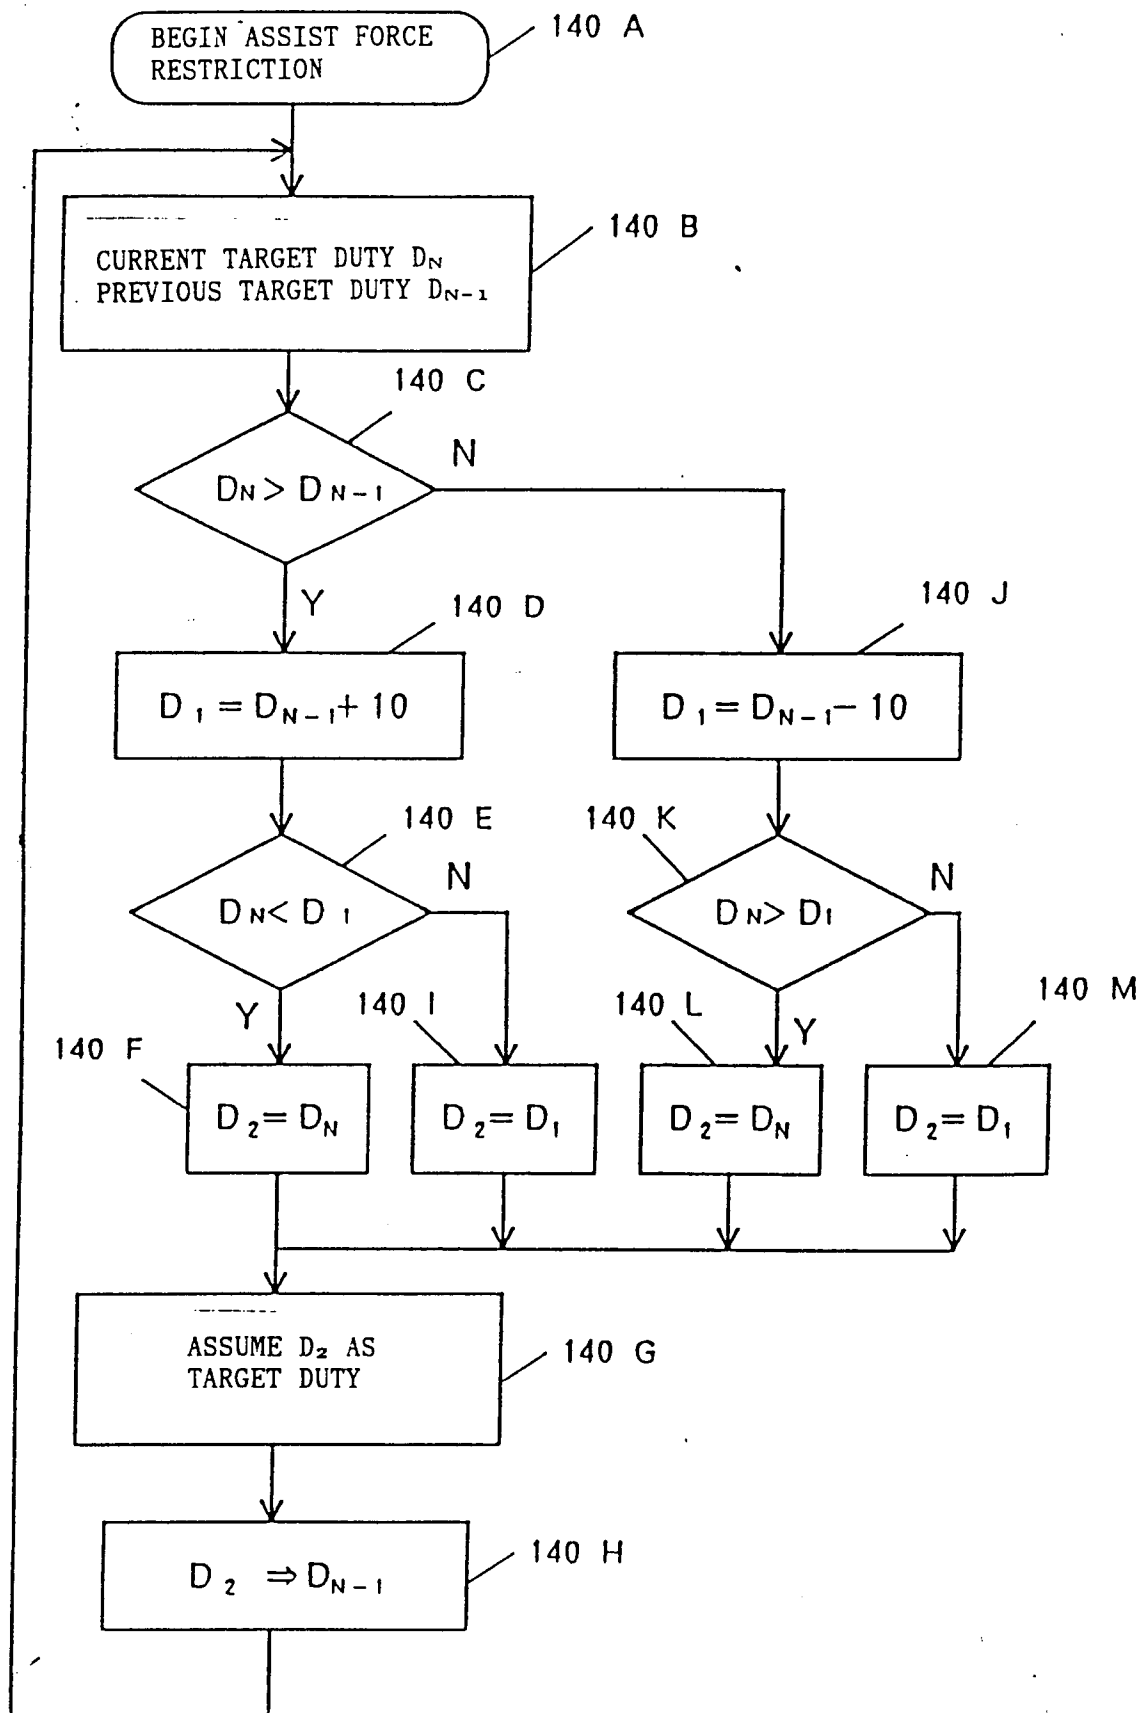 BEGIN ASSIST FORCE
RESTRICTION
140 A
140 B
CURRENT TARGET DUTY DN
PREVIOUS TARGET DUTY DN-1
140 C
DN > DN-1
N
Y
140 D
140 J
D1 = DN-1 + 10
D1 = DN-1 - 10
140 E
140 K
DN < D1
N
DN > D1
N
Y
140 I
140 L
Y
140 M
140 F
D2 = DN
D2 = D1
D2 = DN
D2 = D1
ASSUME D2 AS
TARGET DUTY
140 G
140 H
D2 ⇒ DN-1